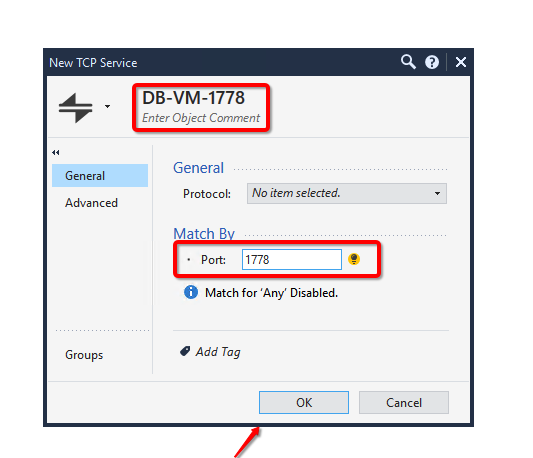 New TCP Service
DB-VM-1778
Enter Object Comment
General
Advanced
Groups
General
Protocol: No item selected.
Match By
Port: 1778
Match for 'Any' Disabled.
Add Tag
OK Cancel